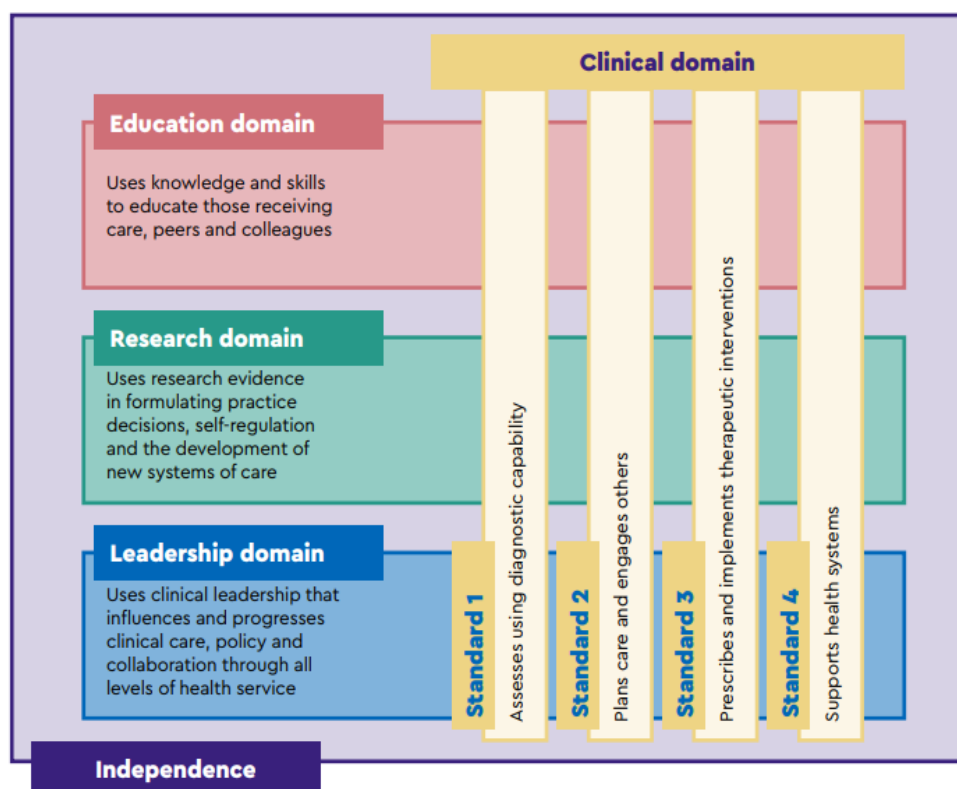 Clinical domain
Education domain
Uses knowledge and skills
to educate those receiving
care, peers and colleagues
Research domain
Uses research evidence
in formulating practice
decisions, self-regulation
and the development of
new systems of care
Leadership domain
Uses clinical leadership that
influences and progresses
clinical care, policy and
collaboration through all
levels of health service
Standard 1
Assesses using diagnostic capability
Standard 2
Plans care and engages others
Standard 3
Prescribes and implements therapeutic interventions
Standard 4
Supports health systems
Independence